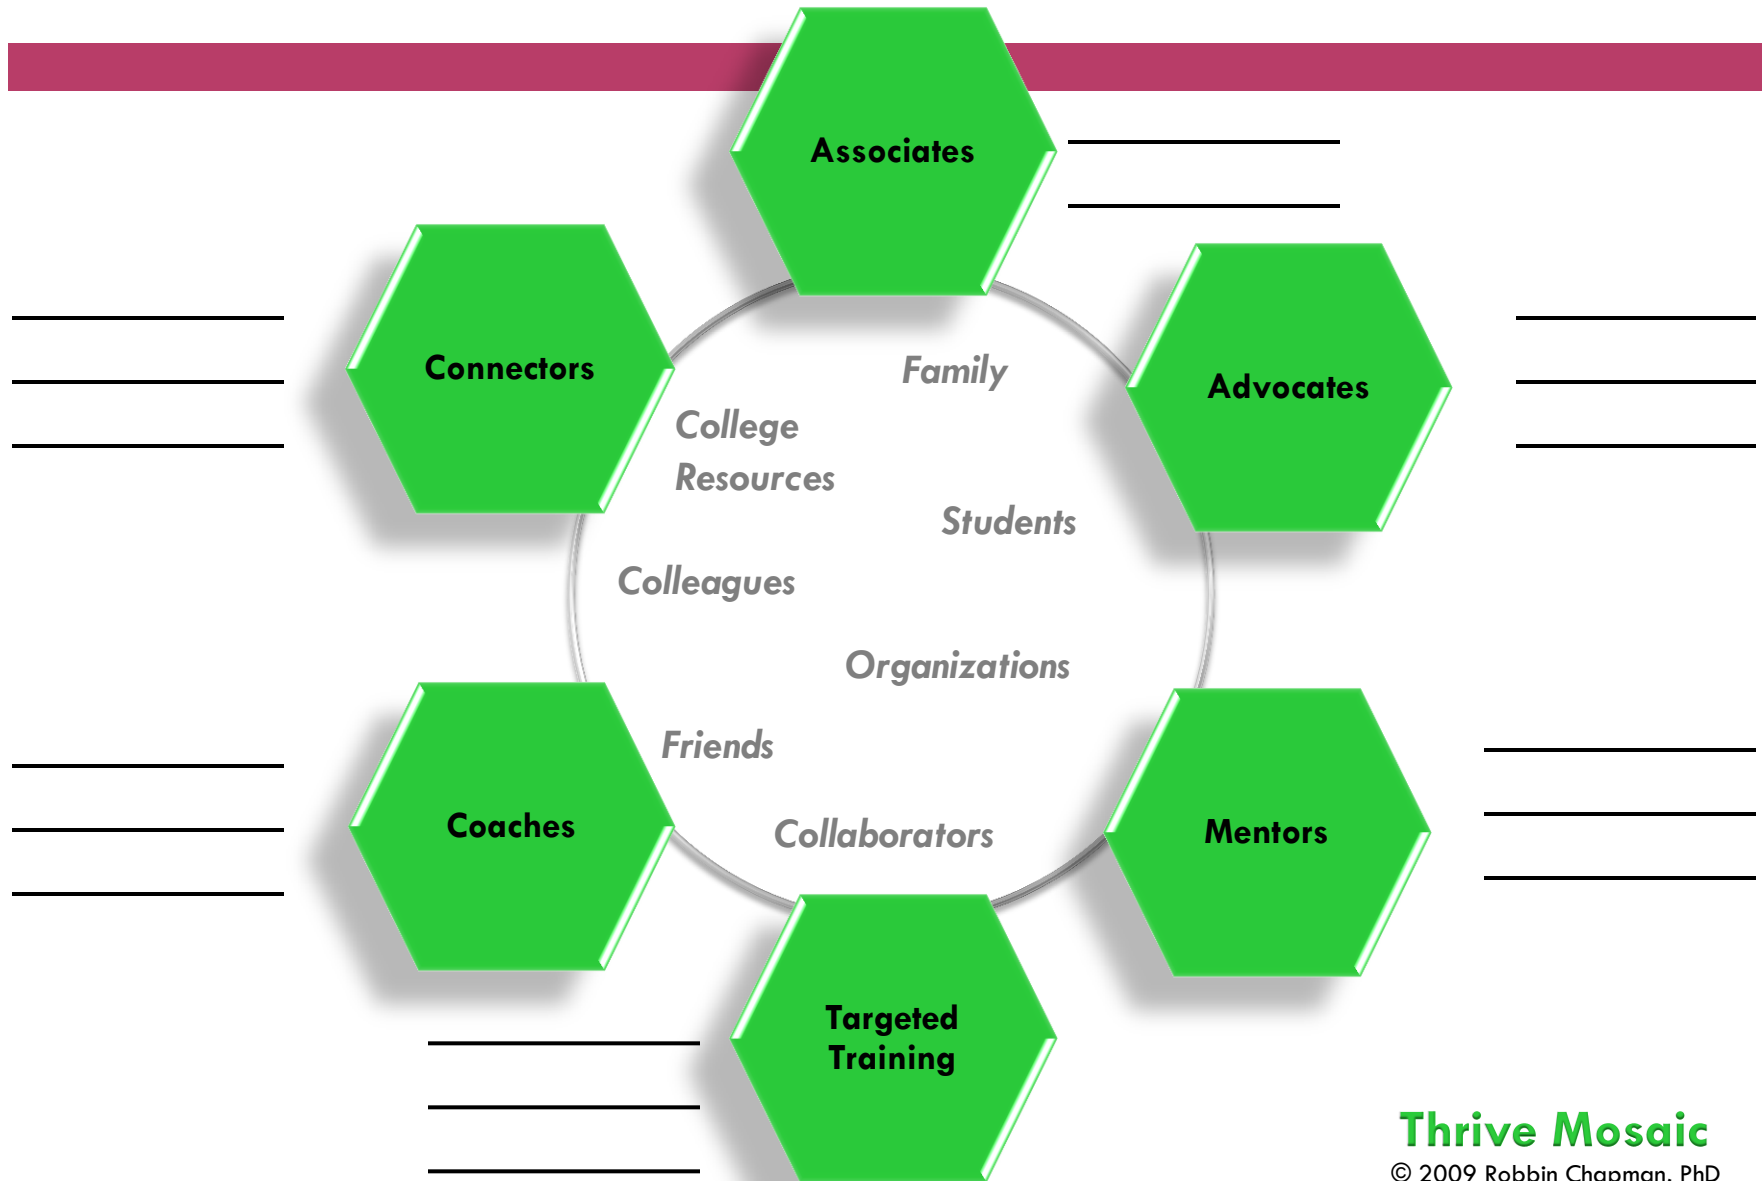 Associates
Connectors
Family
Advocates
College
Resources
Students
Colleagues
Organizations
Friends
Coaches
Collaborators
Mentors
Targeted
Training
Thrive Mosaic
© 2009 Robbin Chapman, PhD